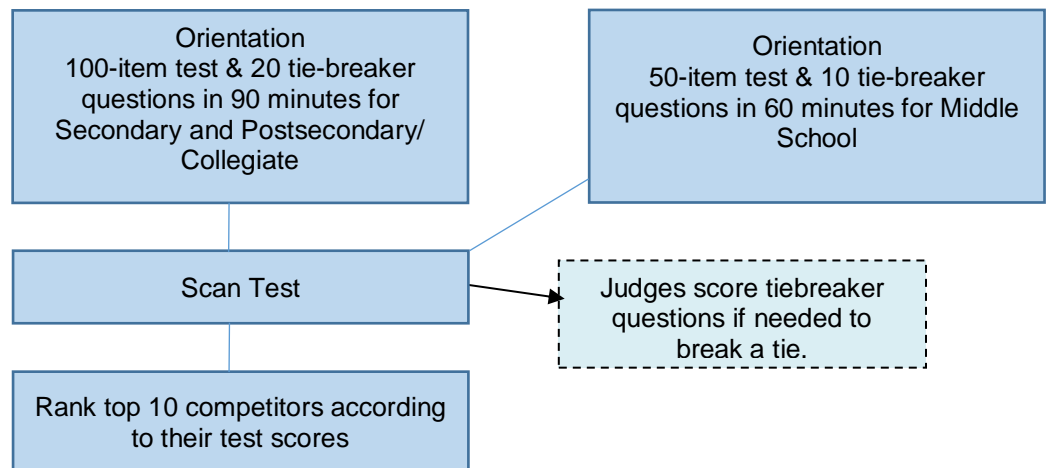 Orientation
100-item test & 20 tie-breaker
questions in 90 minutes for
Secondary and Postsecondary/
Collegiate
Orientation
50-item test & 10 tie-breaker
questions in 60 minutes for Middle
School
Scan Test
Judges score tiebreaker
questions if needed to
break a tie.
Rank top 10 competitors according
to their test scores